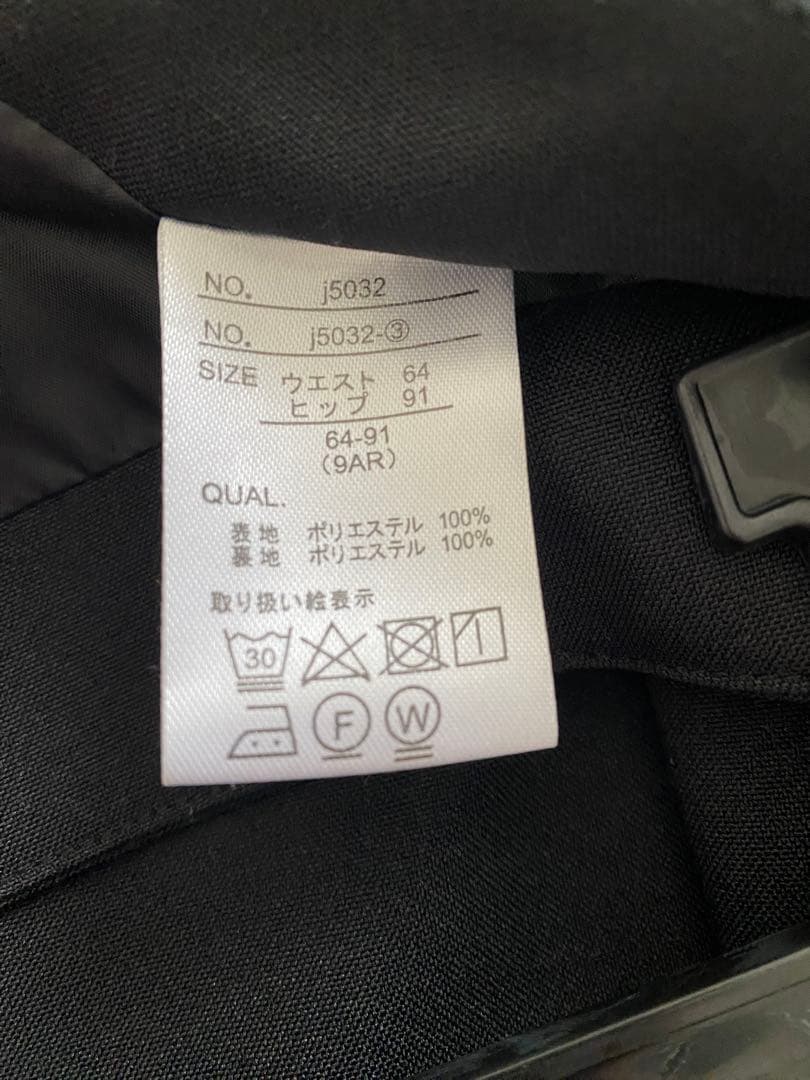 NO. j5032
NO. j5032-③
SIZE ウエスト 64
ヒップ 91
64-91
(9AR)
QUAL.
表地 ポリエステル 100%
裏地 ポリエステル 100%
取り扱い絵表示
30
F W